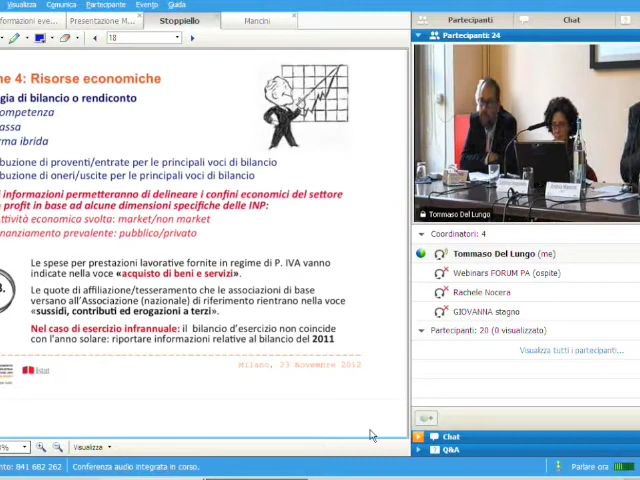 Visualizza Comunica Partecipante Evento Guida
formazioni eve... Presentazione M... Stoppiello Mancini
18
ne 4: Risorse economiche
gia di bilancio o rendiconto
ompetenza
assa
rma ibrida
buzione di proventi/entrate per le principali voci di bilancio
buzione di oneri/uscite per le principali voci di bilancio
i informazioni permetteranno di delineare i confini economici del settore
profit in base ad alcune dimensioni specifiche delle INP:
ttività economica svolta: market/non market
nanziamento prevalente: pubblico/privato
Le spese per prestazioni lavorative fornite in regime di P. IVA vanno
indicate nella voce «acquisto di beni e servizi».
Le quote di affiliazione/tesseramento che le associazioni di base
versano all'Associazione (nazionale) di riferimento rientrano nella voce
«sussidi, contributi ed erogazioni a terzi».
Nel caso di esercizio infrannuale: il bilancio d'esercizio non coincide
con l'anno solare: riportare informazioni relative al bilancio del 2011
B.
Istat
Milano, 23 Novembre 2012
% Visualizza
nto: 841 682 262 Conferenza audio integrata in corso.
Partecipanti Chat
Partecipanti: 24
Tommaso Del Lungo
Coordinatori: 4
Tommaso Del Lungo (me)
Webinars FORUM PA (ospite)
Rachele Nocera
GIOVANNA stagno
Partecipanti: 20 (0 visualizzato)
Visualizza tutti i partecipanti...
Chat
Q&A
Parlare ora